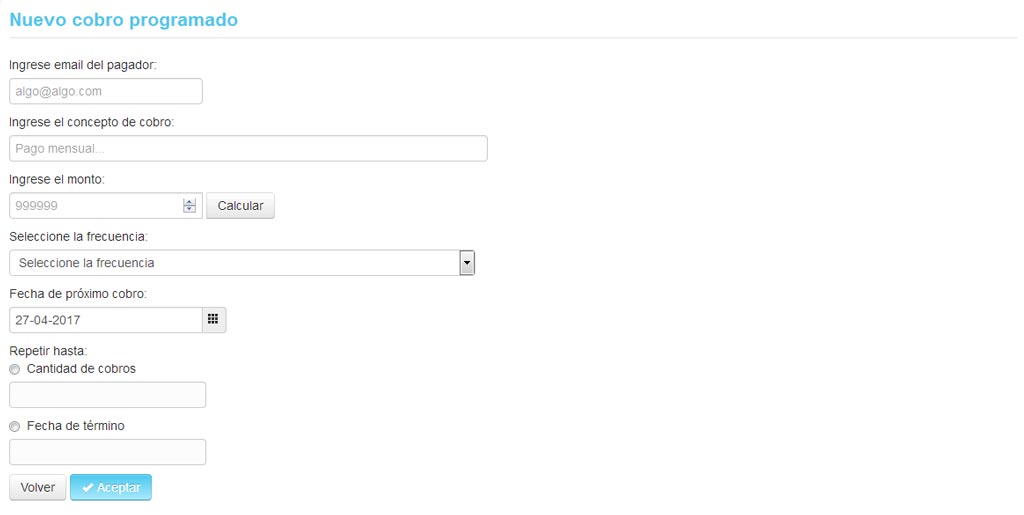 Nuevo cobro programado
Ingrese email del pagador:
algo@algo.com
Ingrese el concepto de cobro:
Pago mensual...
Ingrese el monto:
999999 Calcular
Seleccione la frecuencia:
Seleccione la frecuencia
Fecha de próximo cobro:
27-04-2017
Repetir hasta:
Cantidad de cobros
Fecha de término
Volver Aceptar